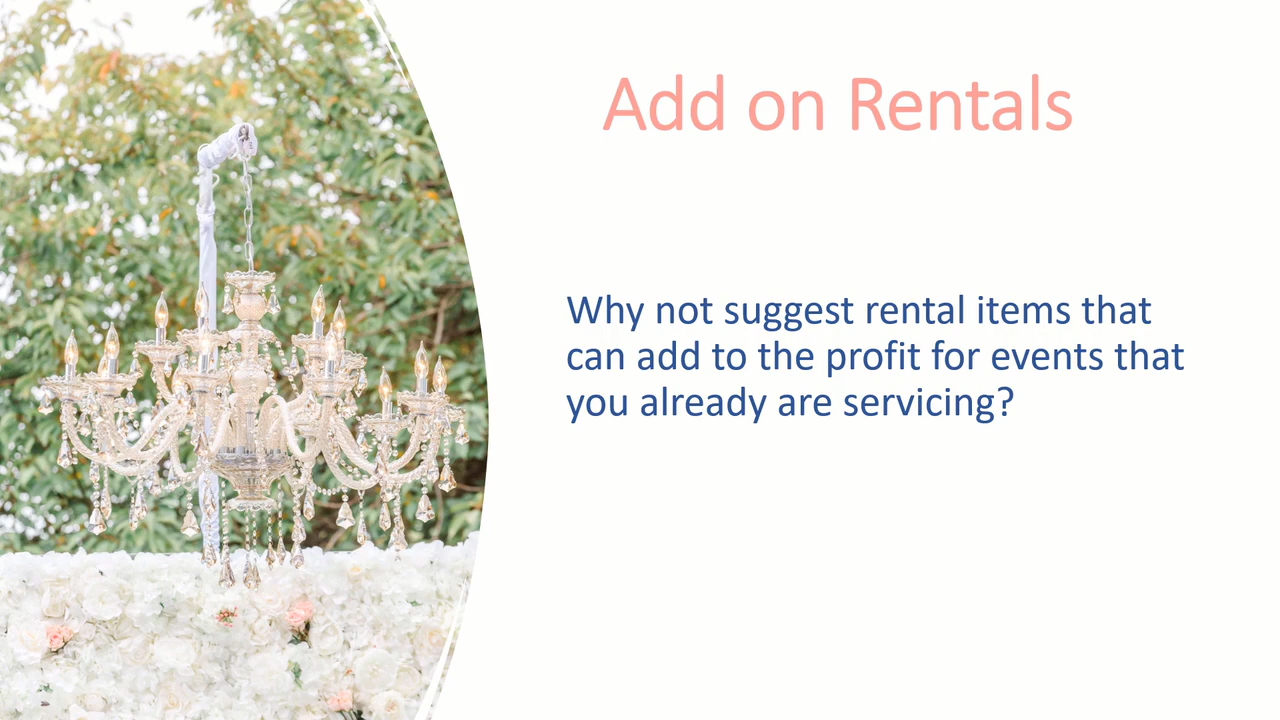 Add on Rentals
Why not suggest rental items that
can add to the profit for events that
you already are servicing?